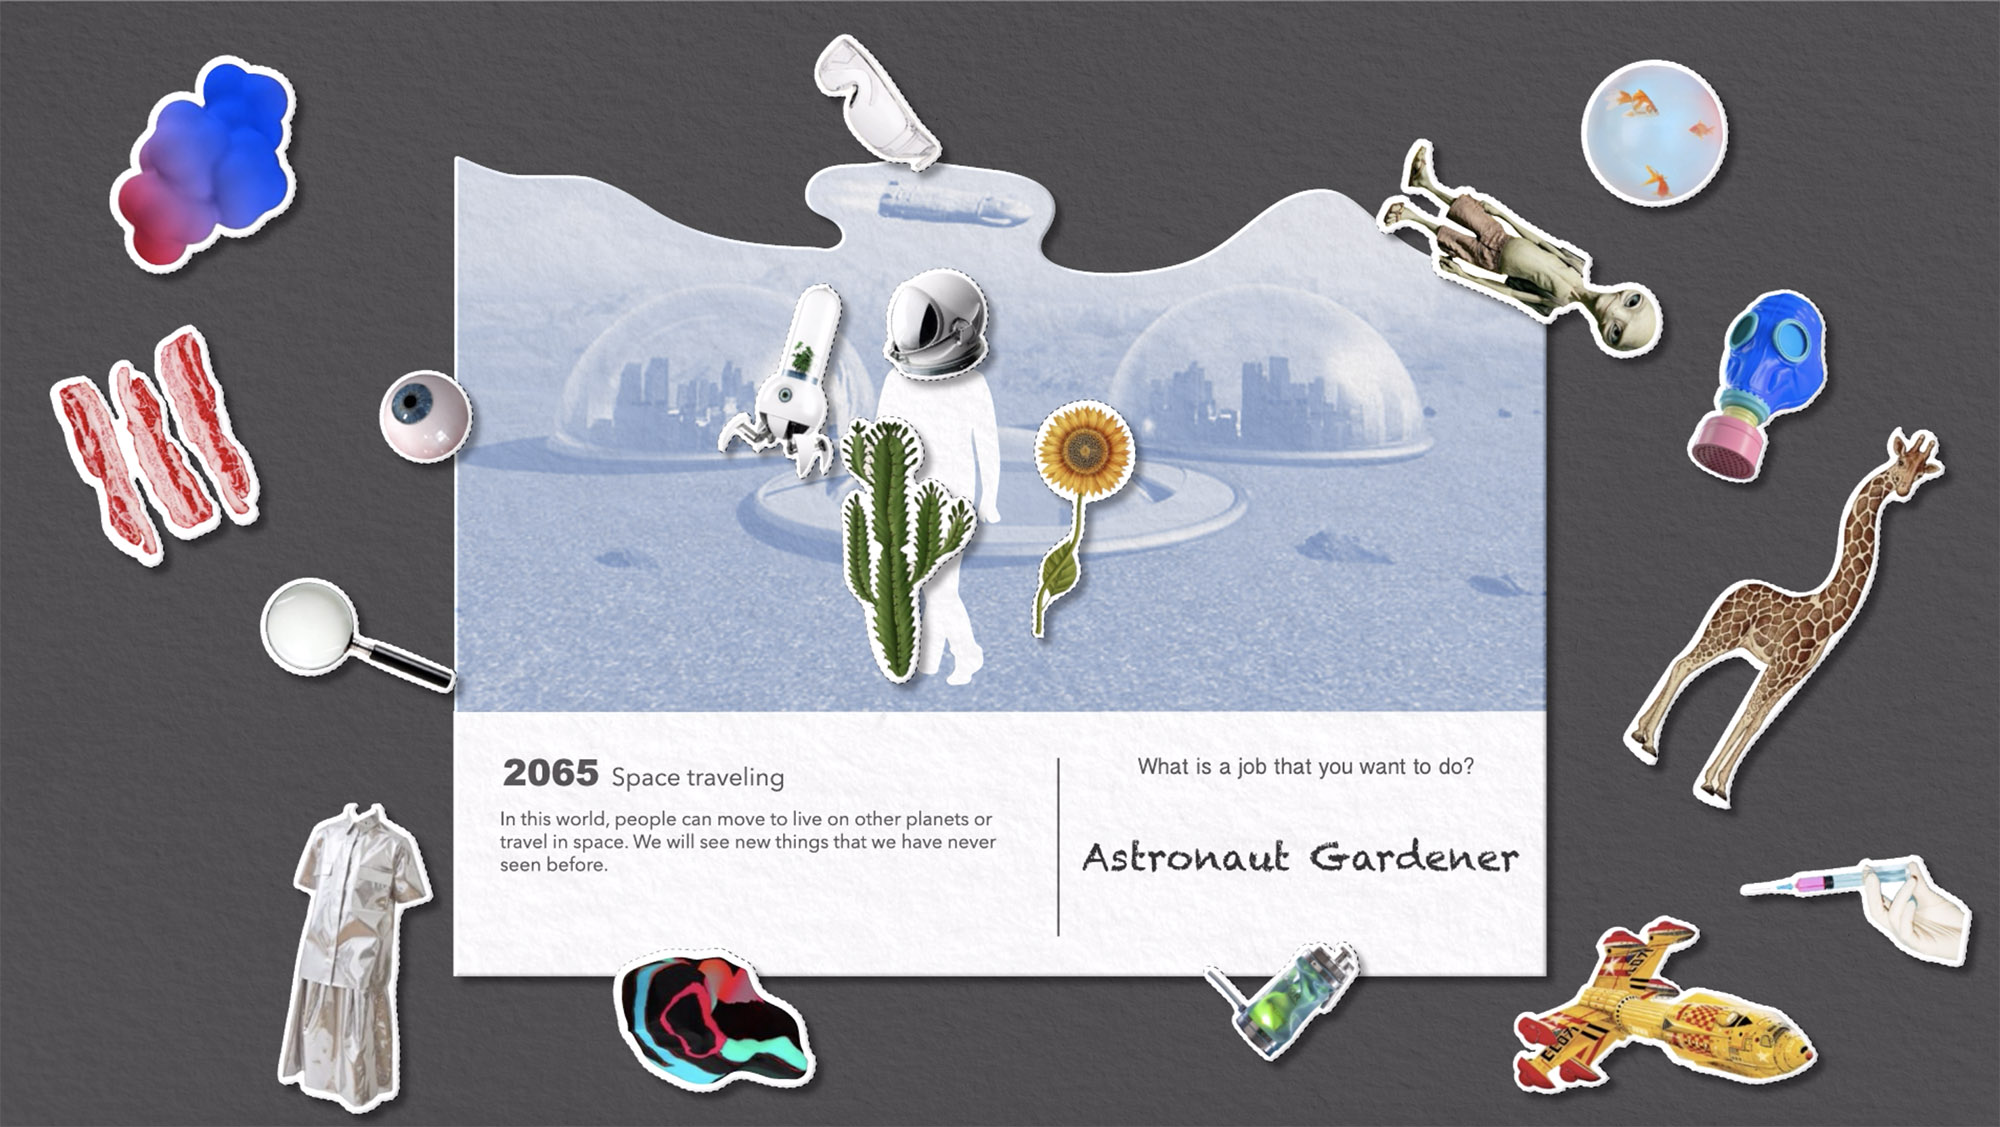 2065 Space traveling
In this world, people can move to live on other planets or
travel in space. We will see new things that we have never
seen before.
What is a job that you want to do?
Astronaut Gardener
CL07
CL07